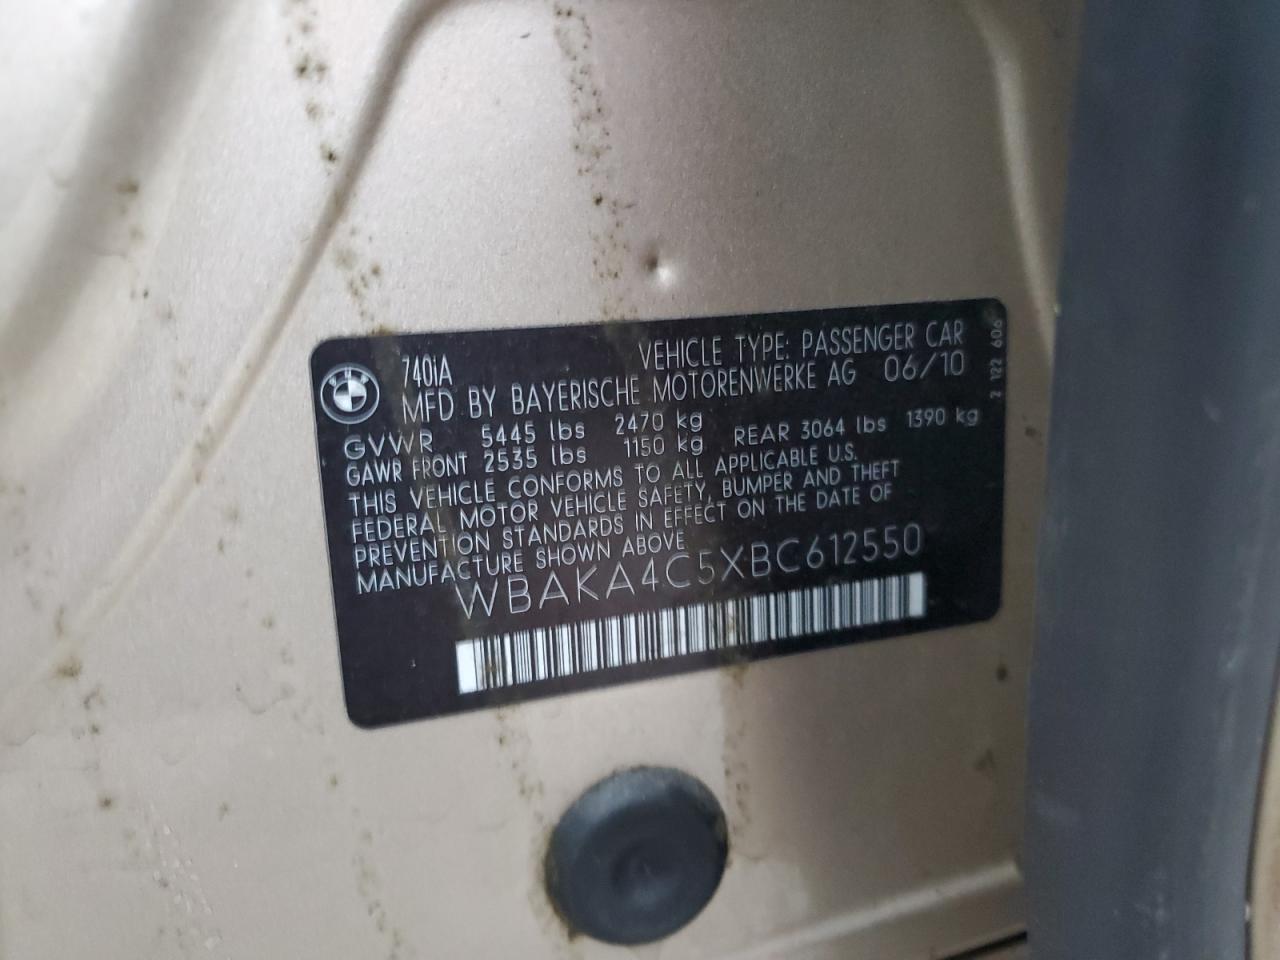 740iA VEHICLE TYPE: PASSENGER CAR
MFD BY BAYERISCHE MOTORENWERKE AG 06/10
GVWR 5445 lbs 2470 kg
GAWR FRONT 2535 lbs 1150 kg REAR 3064 lbs 1390 kg
THIS VEHICLE CONFORMS TO ALL APPLICABLE U.S.
FEDERAL MOTOR VEHICLE SAFETY, BUMPER AND THEFT
PREVENTION STANDARDS IN EFFECT ON THE DATE OF
MANUFACTURE SHOWN ABOVE
WBAKA4C5XBC612550
2 122 606
BMW